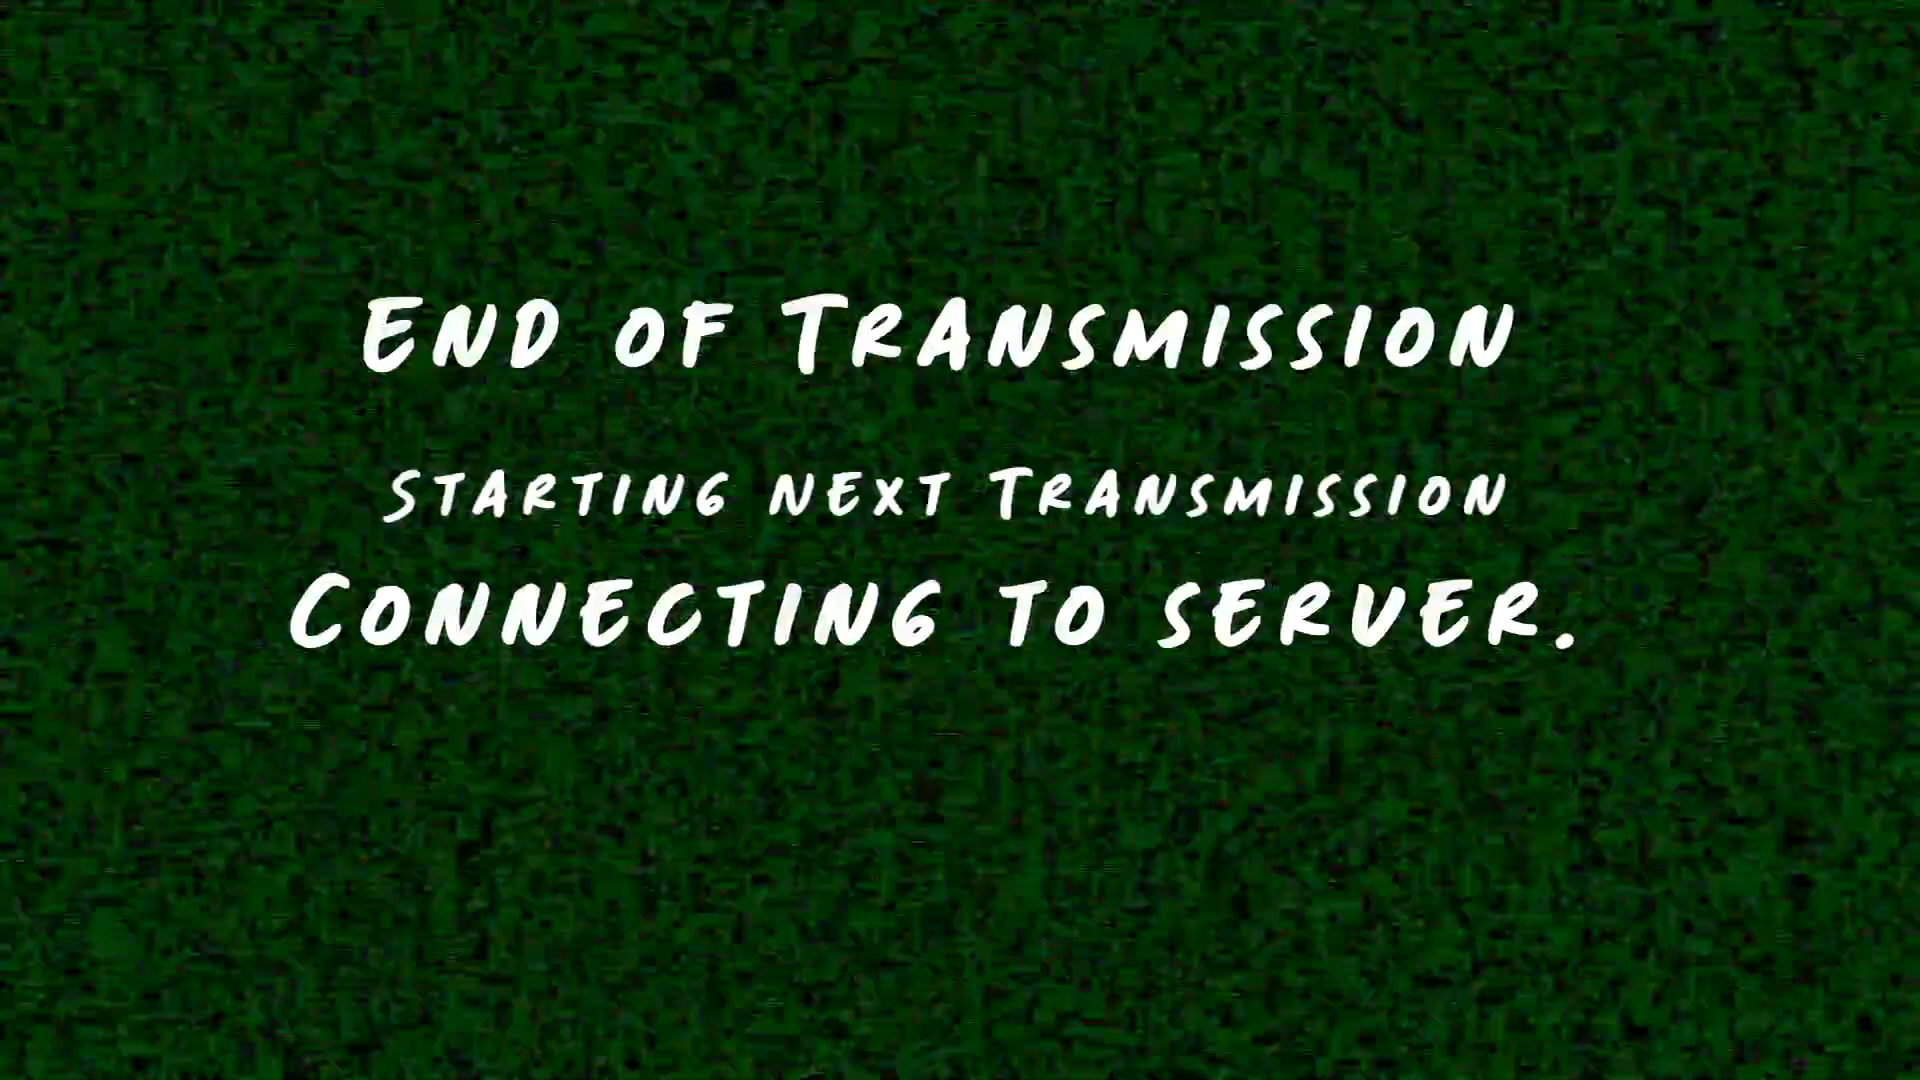 End of Transmission
Starting next Transmission
Connecting to server.